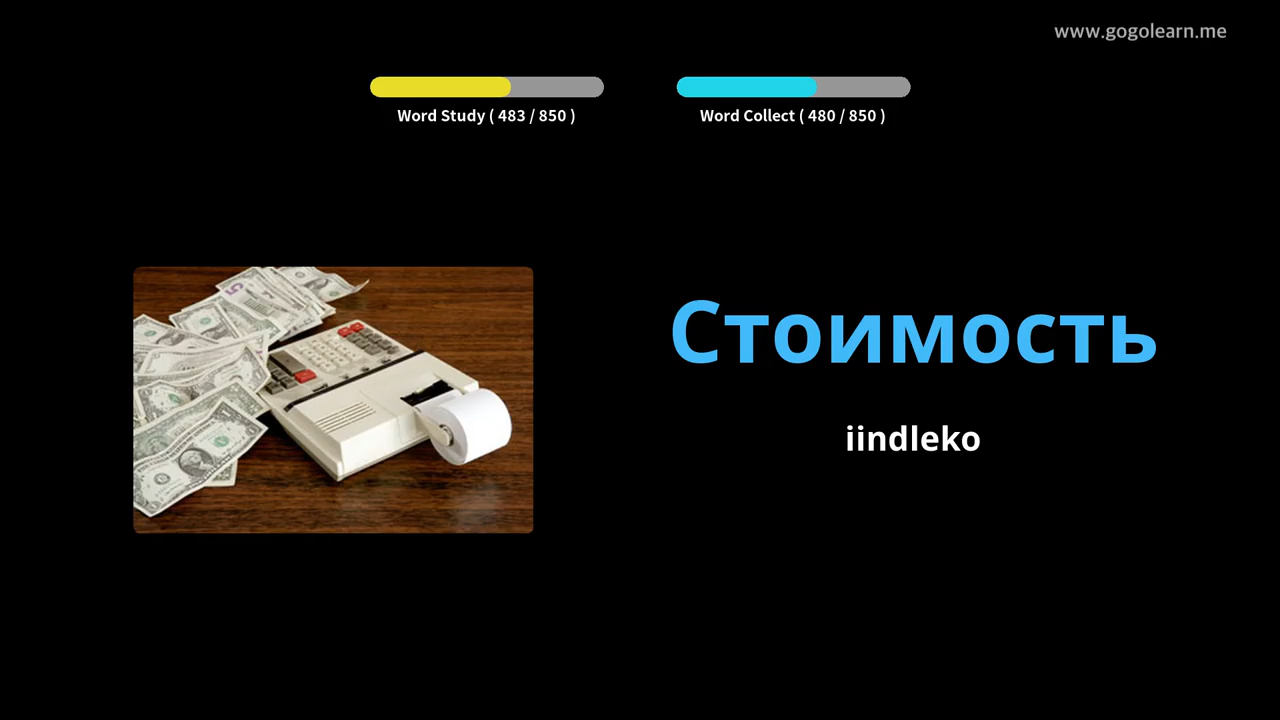 www.gogolearn.me
Word Study ( 483 / 850 )
Word Collect ( 480 / 850 )
Стоимость
iindleko